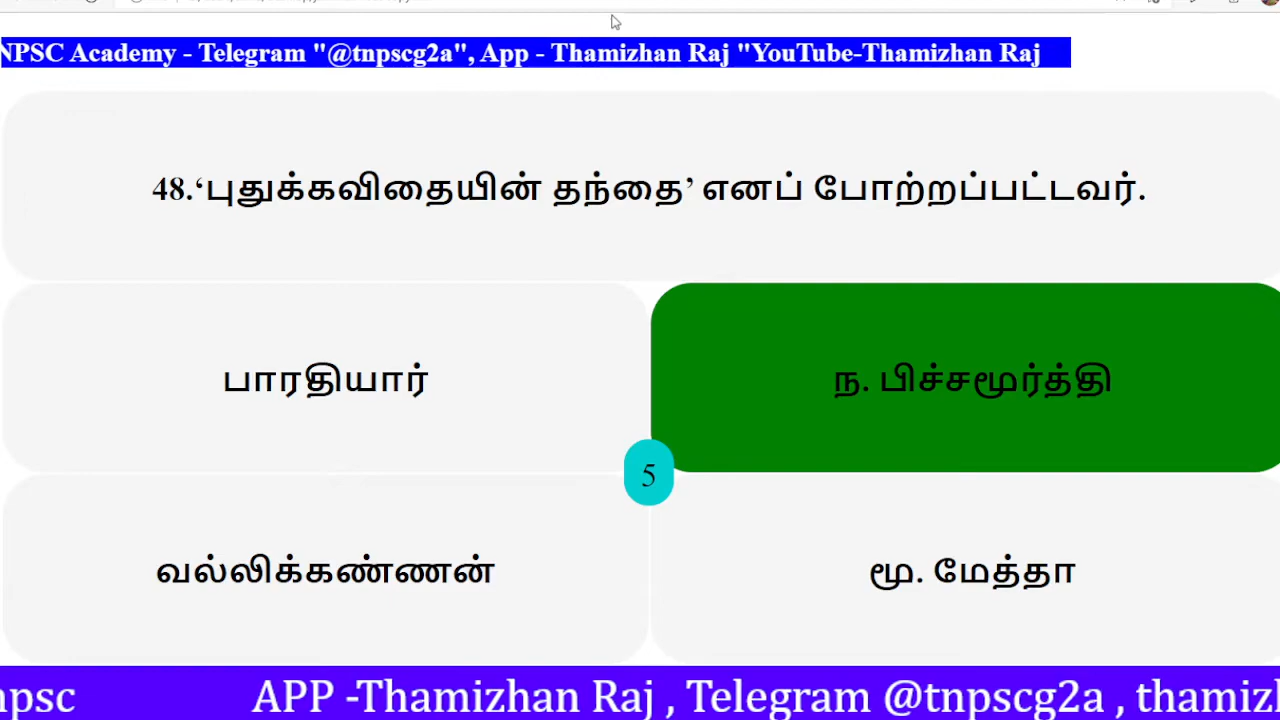 NPSC Academy - Telegram "@tnpscg2a", App - Thamizhan Raj "YouTube-Thamizhan Raj
48.‘புதுக்கவிதையின் தந்தை’ எனப் போற்றப்பட்டவர்.
பாரதியார்
ந. பிச்சமூர்த்தி
5
வல்லிக்கண்ணன்
மூ. மேத்தா
npsc APP -Thamizhan Raj , Telegram @tnpscg2a , thamizh